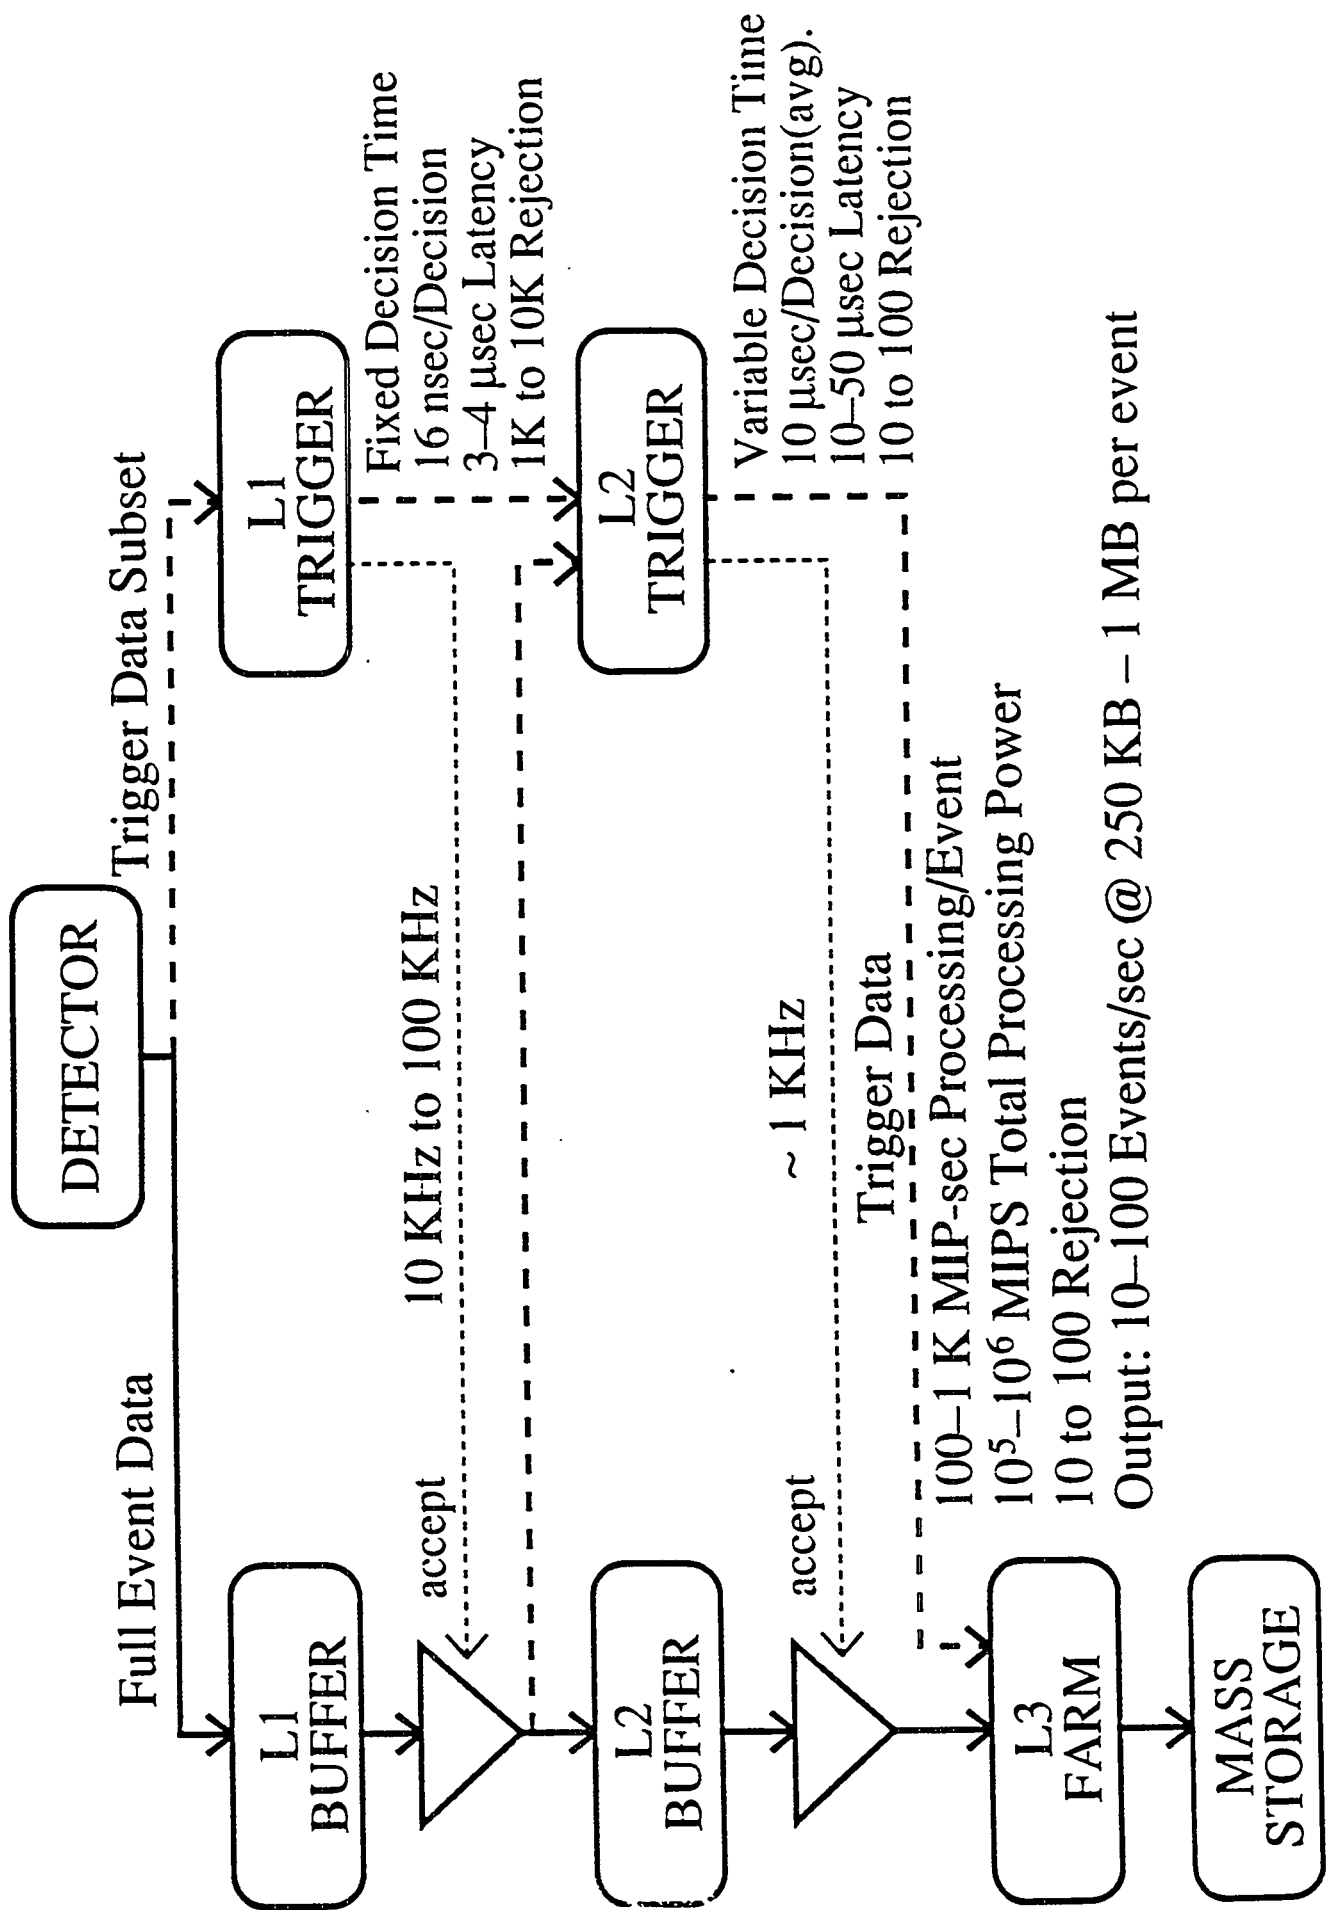 DETECTOR
Full Event Data
Trigger Data Subset
L1
BUFFER
L1
TRIGGER
Fixed Decision Time
16 nsec/Decision
3–4 μsec Latency
1K to 10K Rejection
accept
10 KHz to 100 KHz
L2
BUFFER
L2
TRIGGER
Variable Decision Time
10 μsec/Decision(avg).
10–50 μsec Latency
10 to 100 Rejection
accept
~ 1 KHz
Trigger Data
L3
FARM
100–1 K MIP-sec Processing/Event
10⁵–10⁶ MIPS Total Processing Power
10 to 100 Rejection
Output: 10–100 Events/sec @ 250 KB – 1 MB per event
MASS
STORAGE